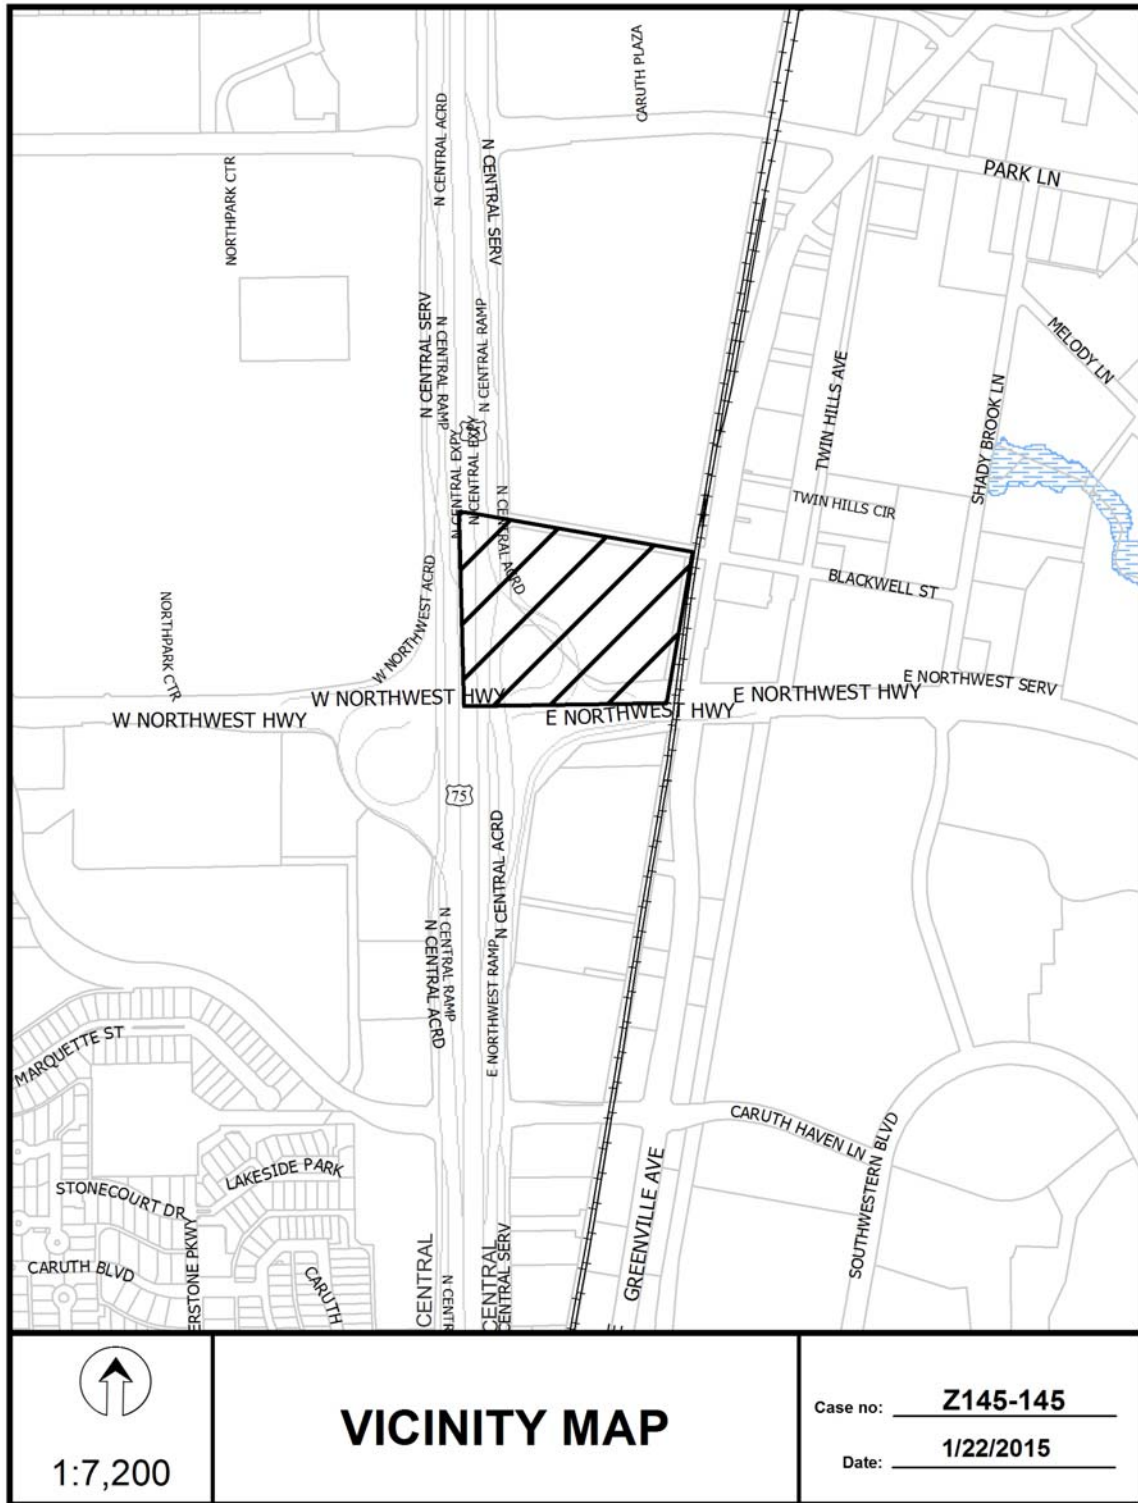 CARUTH PLAZA
N CENTRAL ACRD
N CENTRAL SERV
NORTHPARK CTR
PARK LN
N CENTRAL SERV
N CENTRAL RAMP
N CENTRAL RAMP
MELODY LN
TWIN HILLS AVE
SHADY BROOK LN
N CENTRAL EXPY
N CENTRAL EXPY
TWIN HILLS CIR
N CENTRAL ACRD
W NORTHWEST ACRD
BLACKWELL ST
NORTHPARK CTR
E NORTHWEST SERV
W NORTHWEST HWY
E NORTHWEST HWY
W NORTHWEST HWY
E NORTHWEST HWY
75
N CENTRAL ACRD
N CENTRAL RAMP
N CENTRAL ACRD
E NORTHWEST RAMP
MARQUETTE ST
CARUTH HAVEN LN
SOUTHWESTERN BLVD
LAKESIDE PARK
STONECOURT DR
GREENVILLE AVE
ERSTONE PKWY
CARUTH BLVD
CARUTH
CENTRAL
N CENTR
CENTRAL
CENTRAL SERV
1:7,200
VICINITY MAP
Case no: Z145-145
Date: 1/22/2015